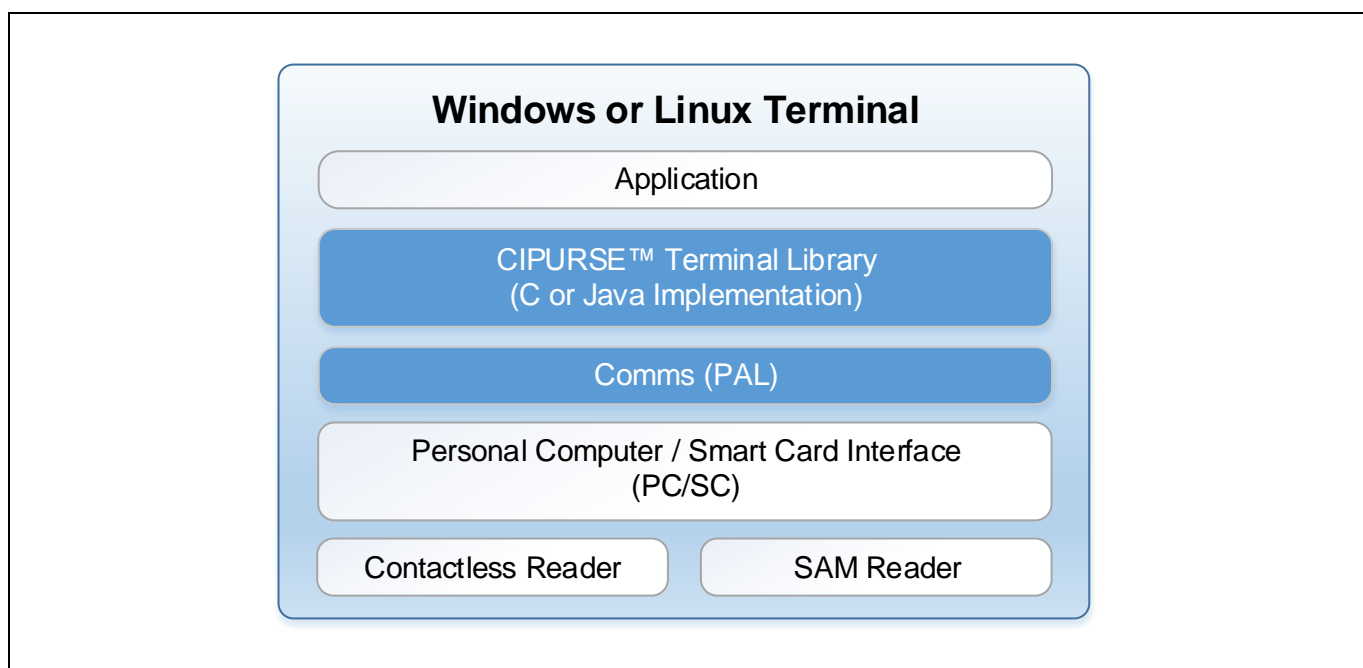 Windows or Linux Terminal
Application
CIPURSE™ Terminal Library
(C or Java Implementation)
Comms (PAL)
Personal Computer / Smart Card Interface
(PC/SC)
Contactless Reader
SAM Reader